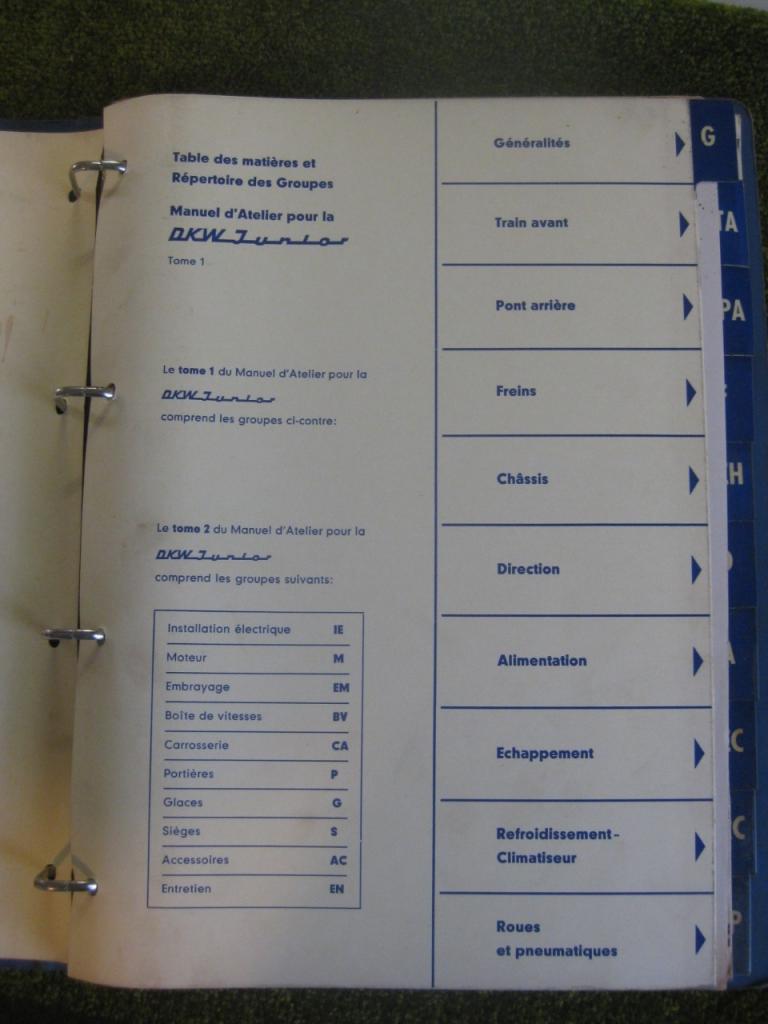 Table des matières et
Répertoire des Groupes
Manuel d'Atelier pour la
DKW Junior
Tome 1
Le tome 1 du Manuel d'Atelier pour la
DKW Junior
comprend les groupes ci-contre:
Le tome 2 du Manuel d'Atelier pour la
DKW Junior
comprend les groupes suivants:
Installation électrique IE
Moteur M
Embrayage EM
Boîte de vitesses BV
Carrosserie CA
Portières P
Glaces G
Sièges S
Accessoires AC
Entretien EN
Généralités G
Train avant TA
Pont arrière PA
Freins
Châssis
Direction
Alimentation A
Echappement
Refroidissement-
Climatiseur
Roues
et pneumatiques